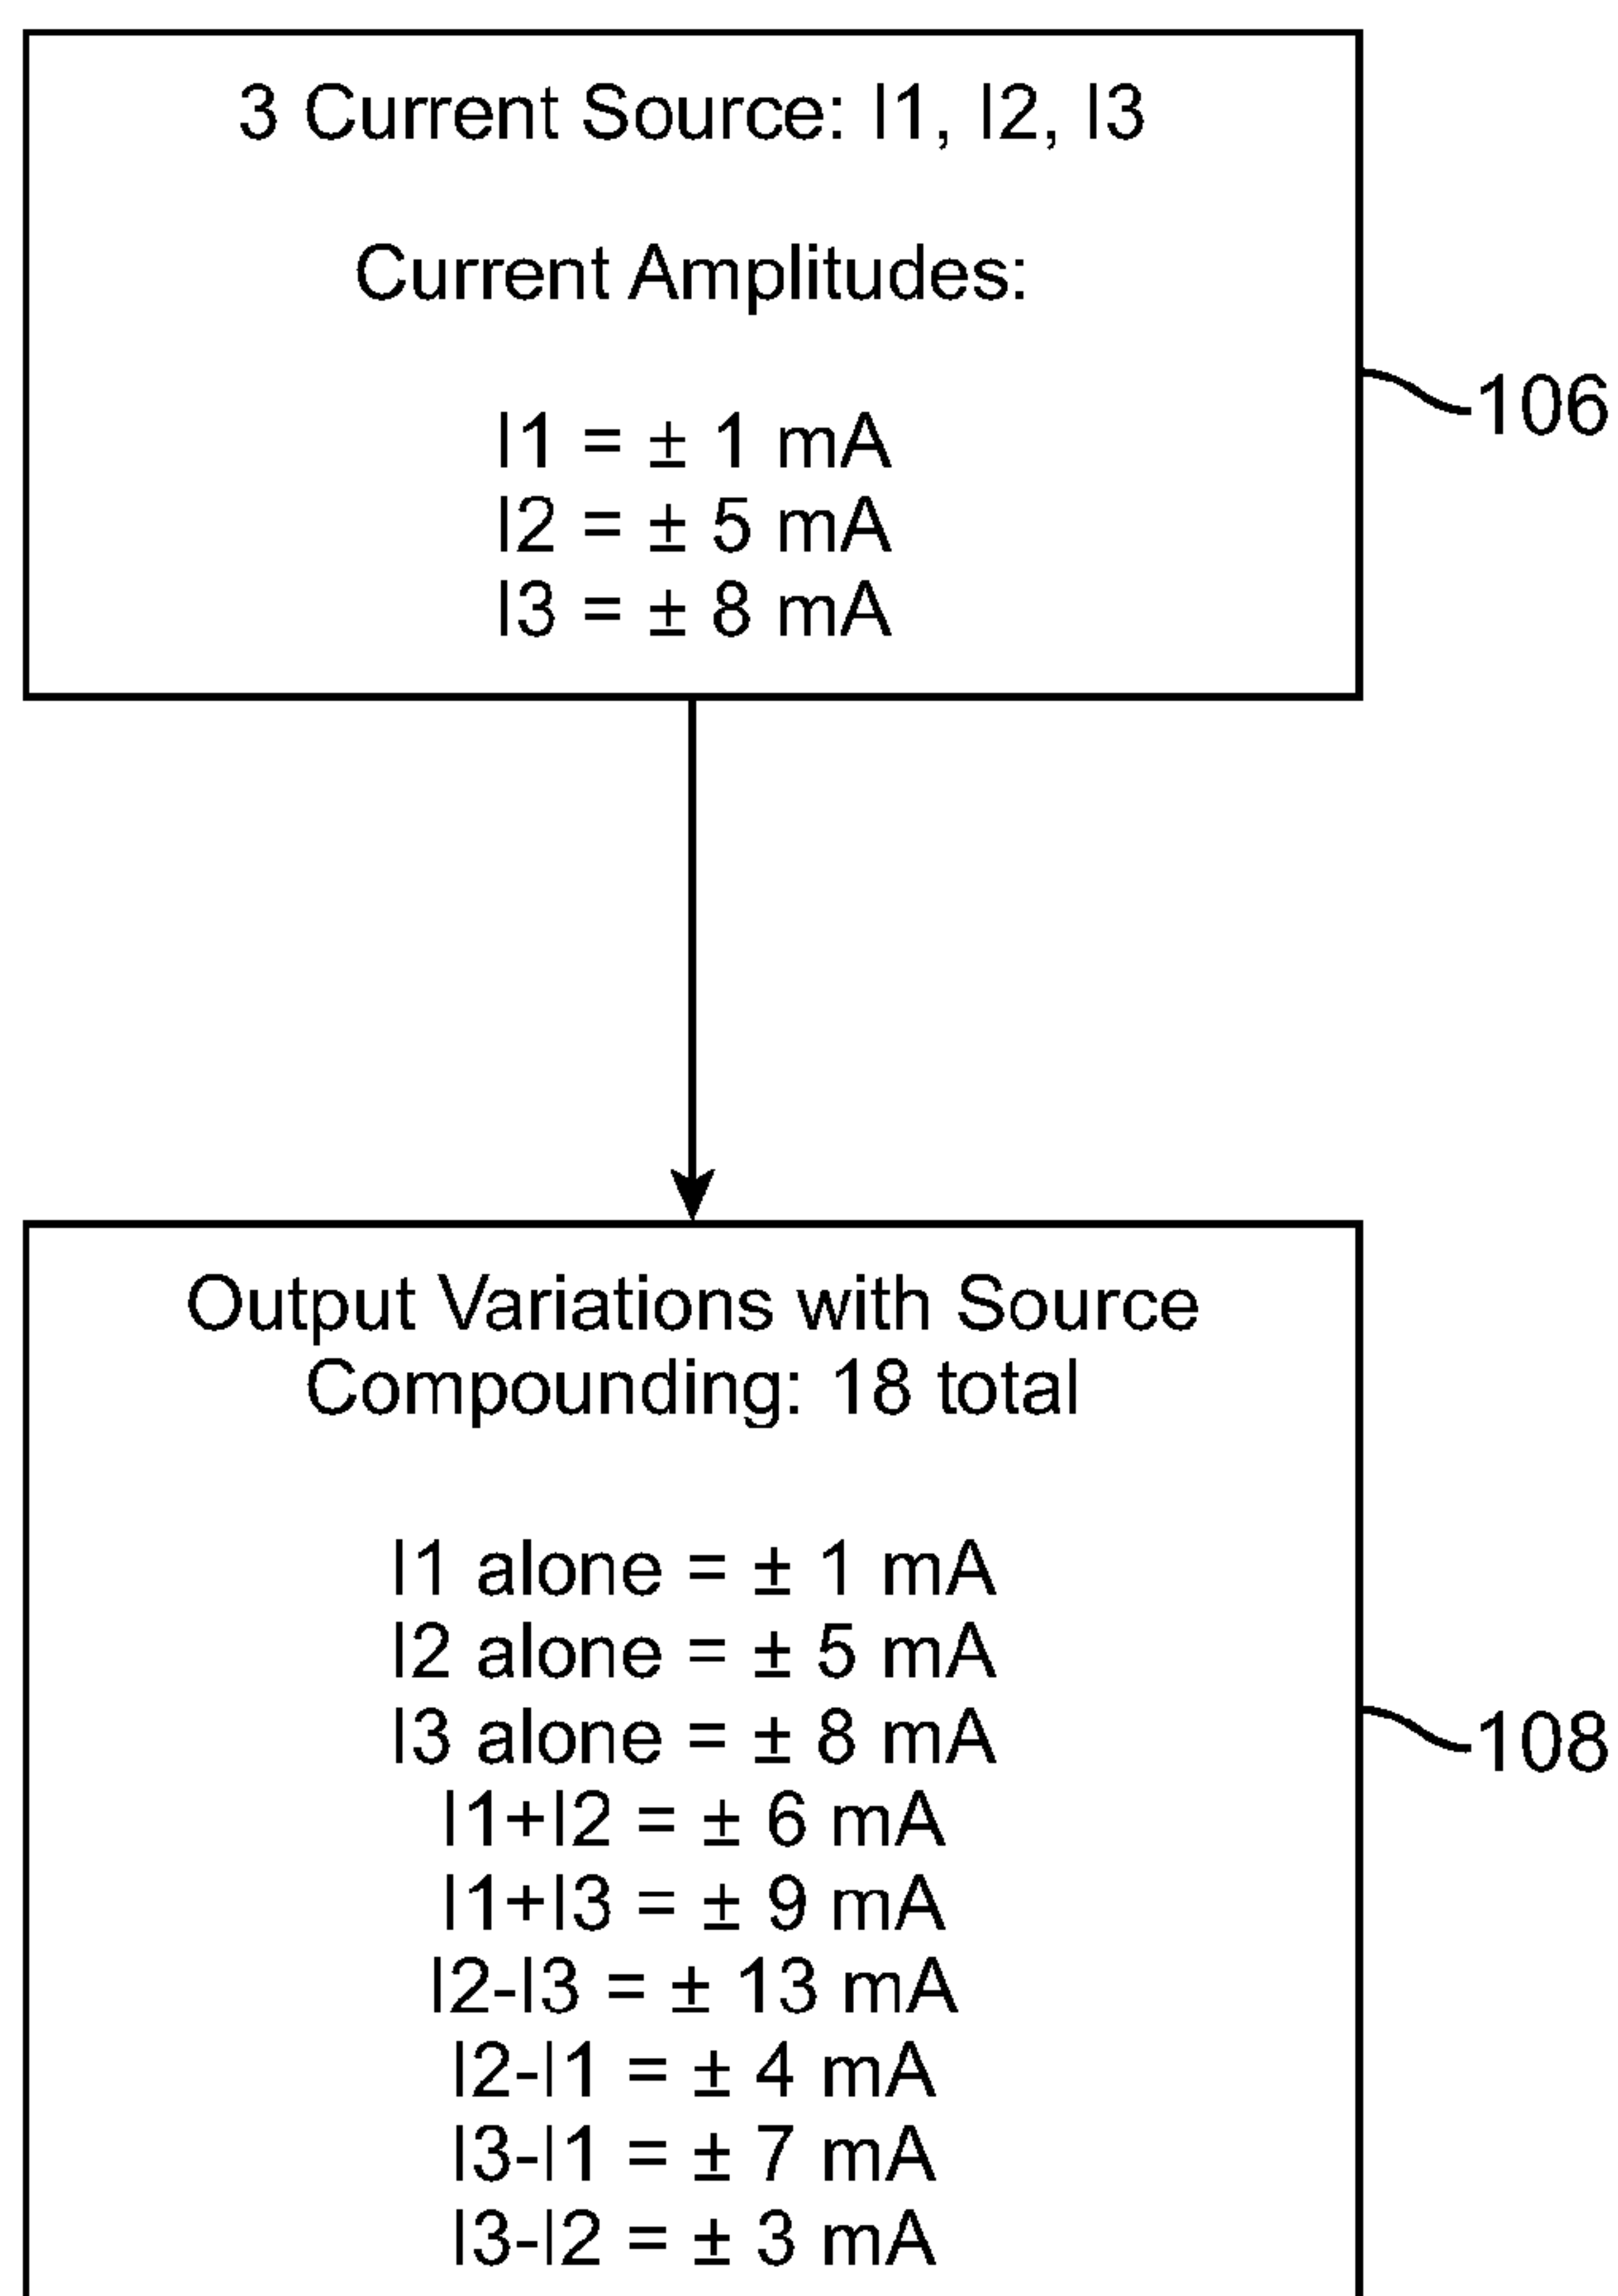 3 Current Source: I1, I2, I3
Current Amplitudes:
I1 = ± 1 mA
I2 = ± 5 mA
I3 = ± 8 mA
106
Output Variations with Source
Compounding: 18 total
I1 alone = ± 1 mA
I2 alone = ± 5 mA
I3 alone = ± 8 mA
I1+I2 = ± 6 mA
I1+I3 = ± 9 mA
I2-I3 = ± 13 mA
I2-I1 = ± 4 mA
I3-I1 = ± 7 mA
I3-I2 = ± 3 mA
108